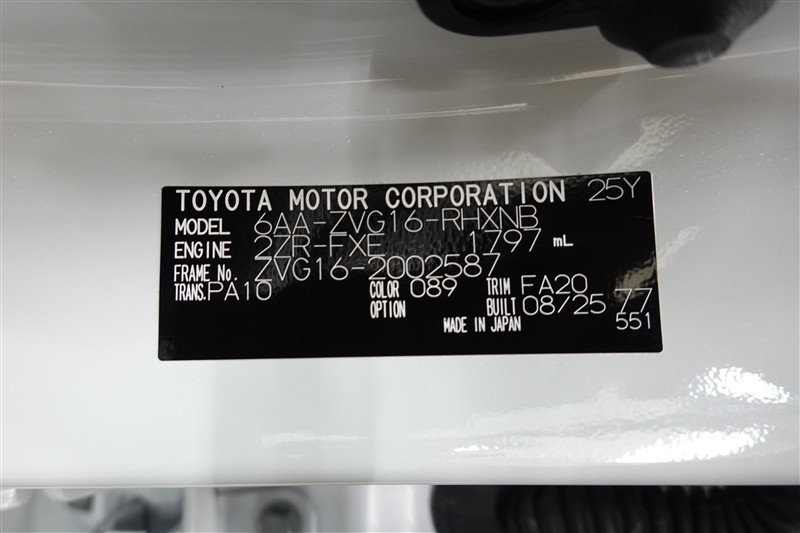 TOYOTA MOTOR CORPORATION 25Y
MODEL 6AA-ZVG16-RHXNB
ENGINE 2ZR-FXE 1797 mL
FRAME No. ZVG16-2002587
TRANS. PA10 COLOR 089 TRIM FA20 77
OPTION BUILT 08/25
MADE IN JAPAN 551